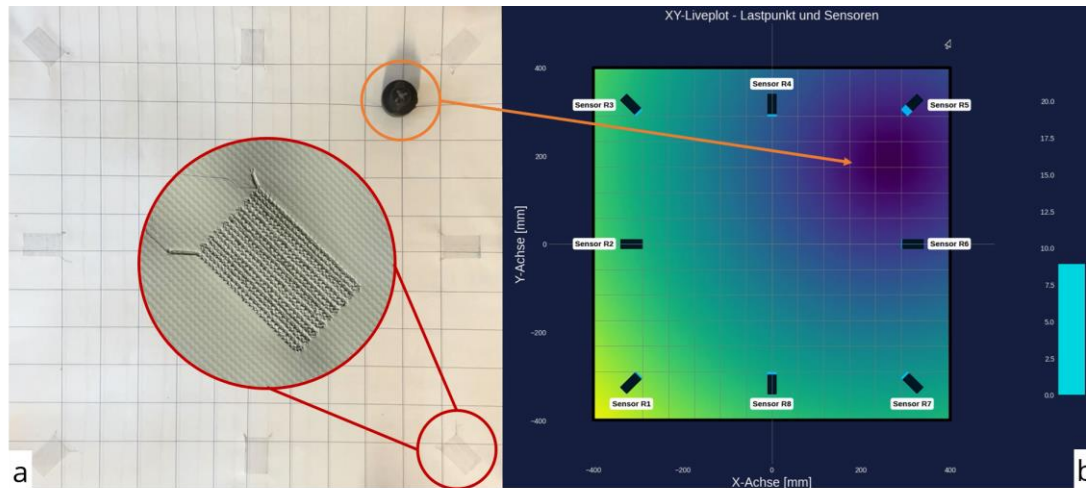 a
XY-Liveplot - Lastpunkt und Sensoren
400
Sensor R4
Sensor R3
Sensor R5
20.0
17.5
200
15.0
12.5
Y-Achse [mm]
0
Sensor R2
Sensor R6
10.0
7.5
-200
5.0
2.5
Sensor R1
Sensor R8
Sensor R7
0.0
-400
-400
-200
0
200
400
X-Achse [mm]
b